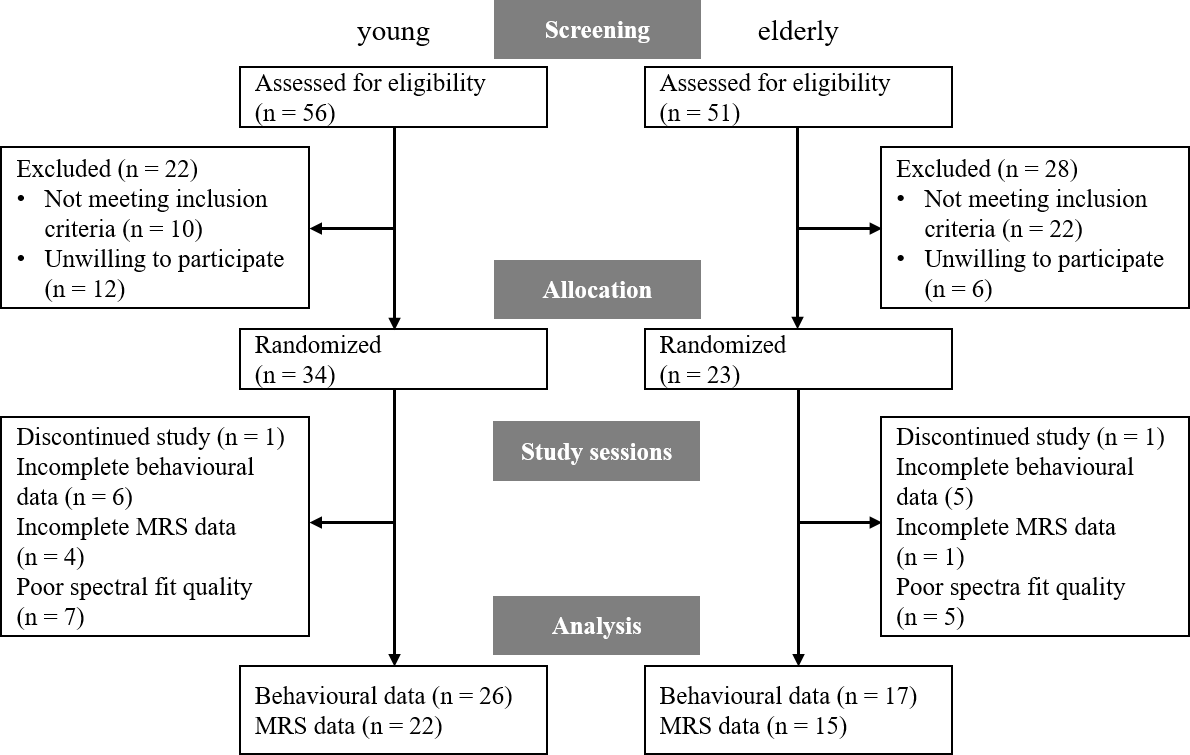 young
Screening
elderly
Assessed for eligibility
(n = 56)
Assessed for eligibility
(n = 51)
Excluded (n = 22)
• Not meeting inclusion
criteria (n = 10)
• Unwilling to participate
(n = 12)
Excluded (n = 28)
• Not meeting inclusion
criteria (n = 22)
• Unwilling to participate
(n = 6)
Allocation
Randomized
(n = 34)
Randomized
(n = 23)
Discontinued study (n = 1)
Incomplete behavioural
data (n = 6)
Incomplete MRS data
(n = 4)
Poor spectral fit quality
(n = 7)
Study sessions
Discontinued study (n = 1)
Incomplete behavioural
data (5)
Incomplete MRS data
(n = 1)
Poor spectra fit quality
(n = 5)
Analysis
Behavioural data (n = 26)
MRS data (n = 22)
Behavioural data (n = 17)
MRS data (n = 15)